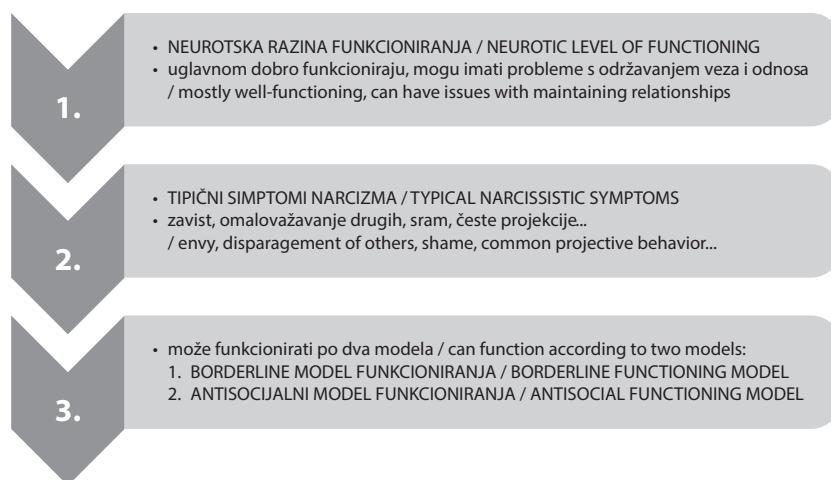 1.
• NEUROTSKA RAZINA FUNKCIONIRANJA / NEUROTIC LEVEL OF FUNCTIONING
• uglavnom dobro funkcioniraju, mogu imati probleme s održavanjem veza i odnosa
/ mostly well-functioning, can have issues with maintaining relationships
2.
• TIPIČNI SIMPTOMI NARCIZMA / TYPICAL NARCISSISTIC SYMPTOMS
• zavist, omalovažavanje drugih, sram, česte projekcije...
/ envy, disparagement of others, shame, common projective behavior...
3.
• može funkcionirati po dva modela / can function according to two models:
1. BORDERLINE MODEL FUNKCIONIRANJA / BORDERLINE FUNCTIONING MODEL
2. ANTISOCIJALNI MODEL FUNKCIONIRANJA / ANTISOCIAL FUNCTIONING MODEL